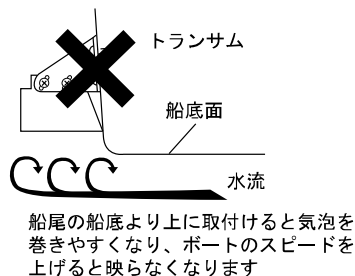 トランサム
船底面
水流
船尾の船底より上に取付けると気泡を
巻きやすくなり、ボートのスピードを
上げると映らなくなります